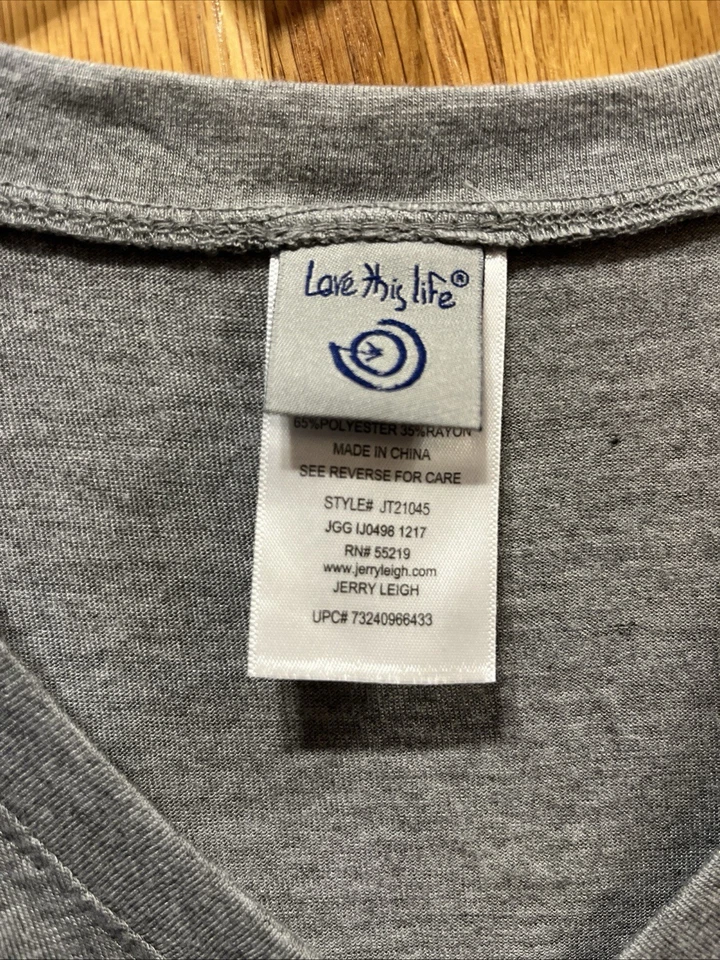 Love this life®
65%POLYESTER 35%RAYON
MADE IN CHINA
SEE REVERSE FOR CARE
STYLE# JT21045
JGG IJ0498 1217
RN# 55219
www.jerryleigh.com
JERRY LEIGH
UPC# 73240966433